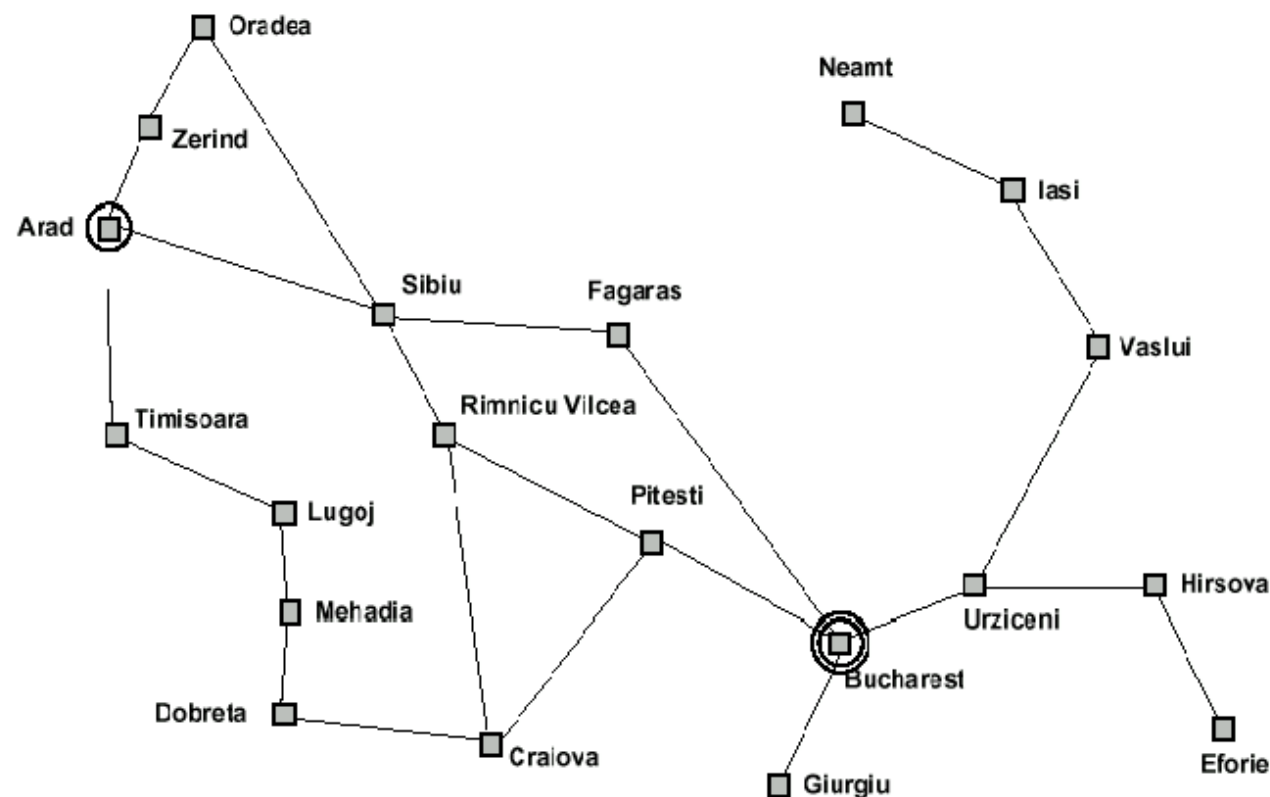 Oradea
Neamt
Zerind
Iasi
Arad
Sibiu
Fagaras
Vaslui
Rimnicu Vilcea
Timisoara
Pitesti
Lugoj
Hirsova
Mehadia
Urziceni
Bucharest
Dobreta
Craiova
Eforie
Giurgiu